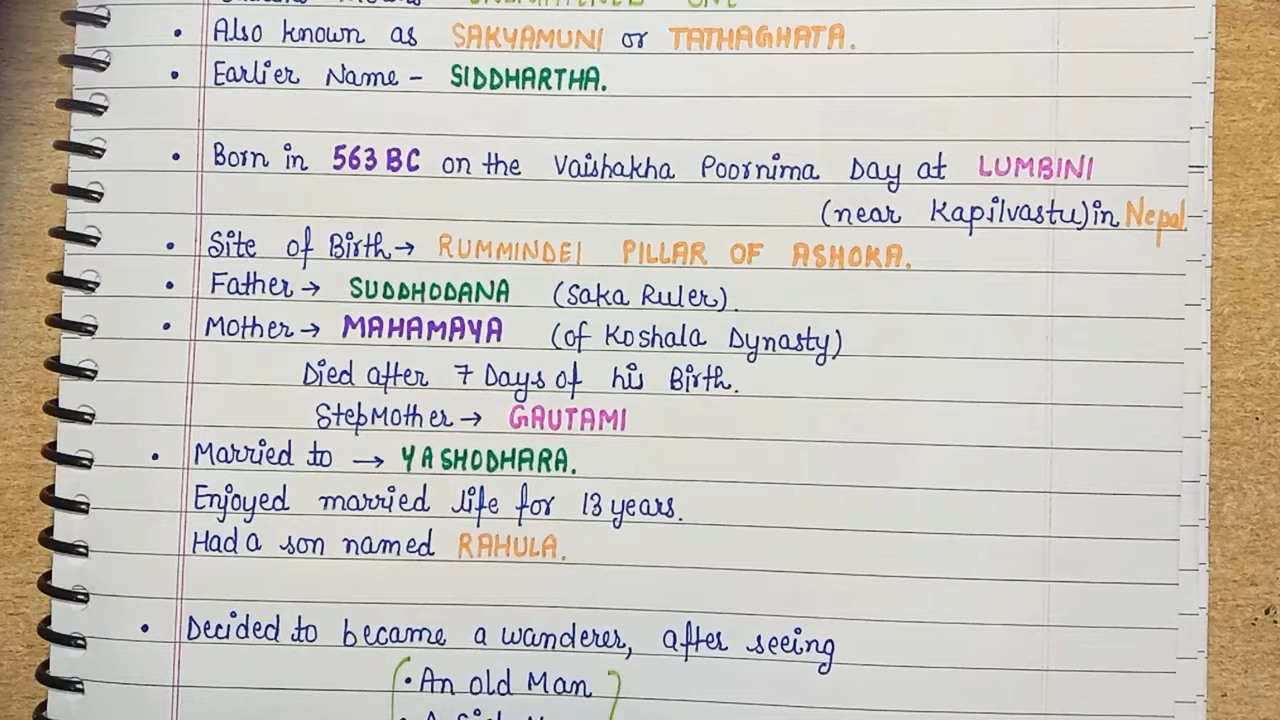 • Also known as SAKYAMUNI or TATHAGHATA.
• Earlier Name - SIDDHARTHA.
• Born in 563 BC on the Vaishakha Poornima Day at LUMBINI
(near Kapilvastu) in Nepal
• Site of Birth → RUMMINDEI PILLAR OF ASHOKA.
• Father → SUDDHODANA (Saka Ruler)
• Mother → MAHAMAYA (of Koshala Dynasty)
Died after 7 Days of his Birth.
StepMother → GAUTAMI
• Married to → YASHODHARA.
Enjoyed married life for 13 years.
Had a son named RAHULA.
• Decided to became a wanderer, after seeing
• An old Man